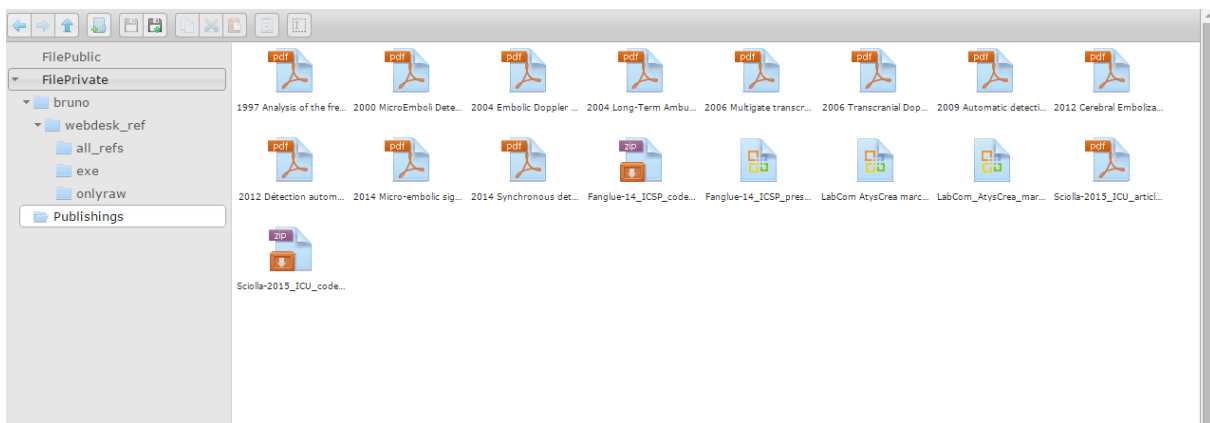 FilePublic
FilePrivate
bruno
webdesk_ref
all_refs
exe
onlyraw
Publishings
pdf pdf pdf pdf pdf pdf pdf pdf
1997 Analysis of the fre... 2000 MicroEmboli Dete... 2004 Embolic Doppler ... 2004 Long-Term Ambu... 2006 Multigate transcr... 2006 Transcranial Dop... 2009 Automatic detecti... 2012 Cerebral Emboliza...
pdf pdf pdf zip pdf
2012 Détection autom... 2014 Micro-embolic sig... 2014 Synchronous det... Fanglue-14_ICSP_code... Fanglue-14_ICSP_pres... LabCom AtysCrea marc... LabCom_AtysCrea_mar... Sciolla-2015_ICU_articl...
zip
Sciolla-2015_ICU_code...